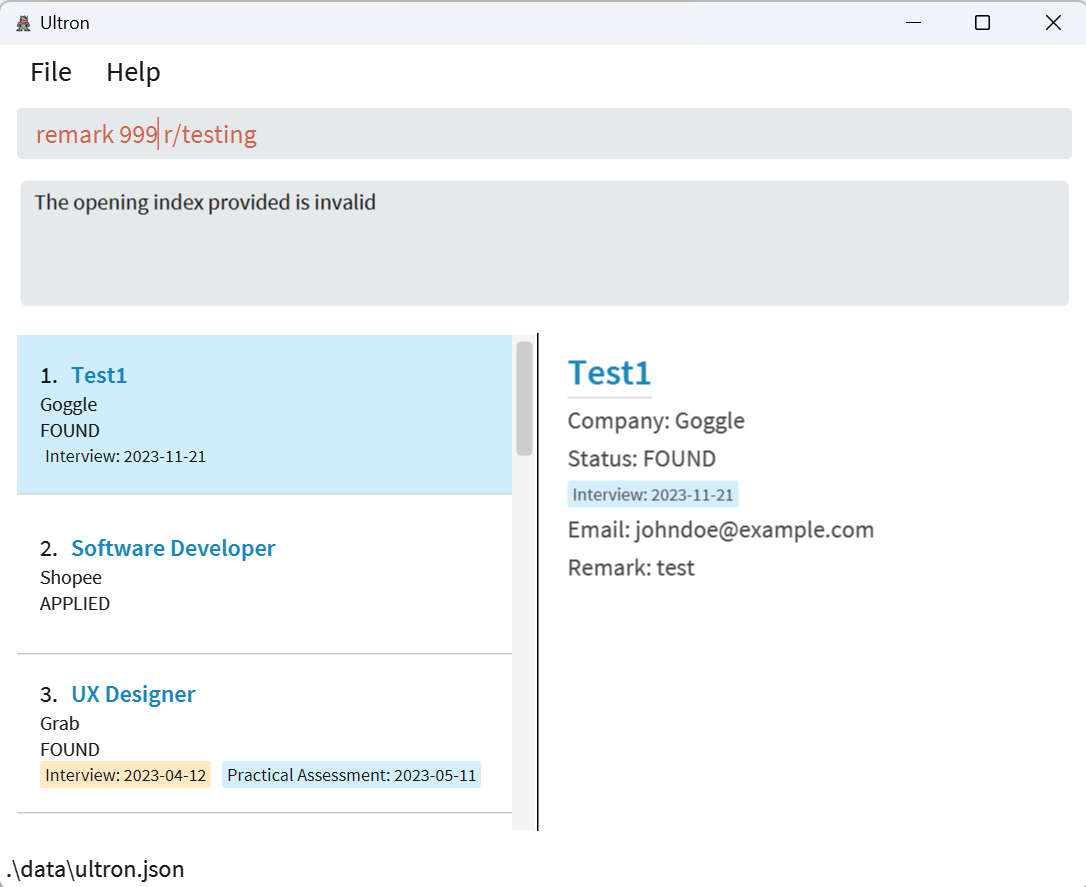 Ultron
File Help
remark 999 r/testing
The opening index provided is invalid
1. Test1
Goggle
FOUND
Interview: 2023-11-21
2. Software Developer
Shopee
APPLIED
3. UX Designer
Grab
FOUND
Interview: 2023-04-12 Practical Assessment: 2023-05-11
Test1
Company: Goggle
Status: FOUND
Interview: 2023-11-21
Email: johndoe@example.com
Remark: test
.\data\ultron.json